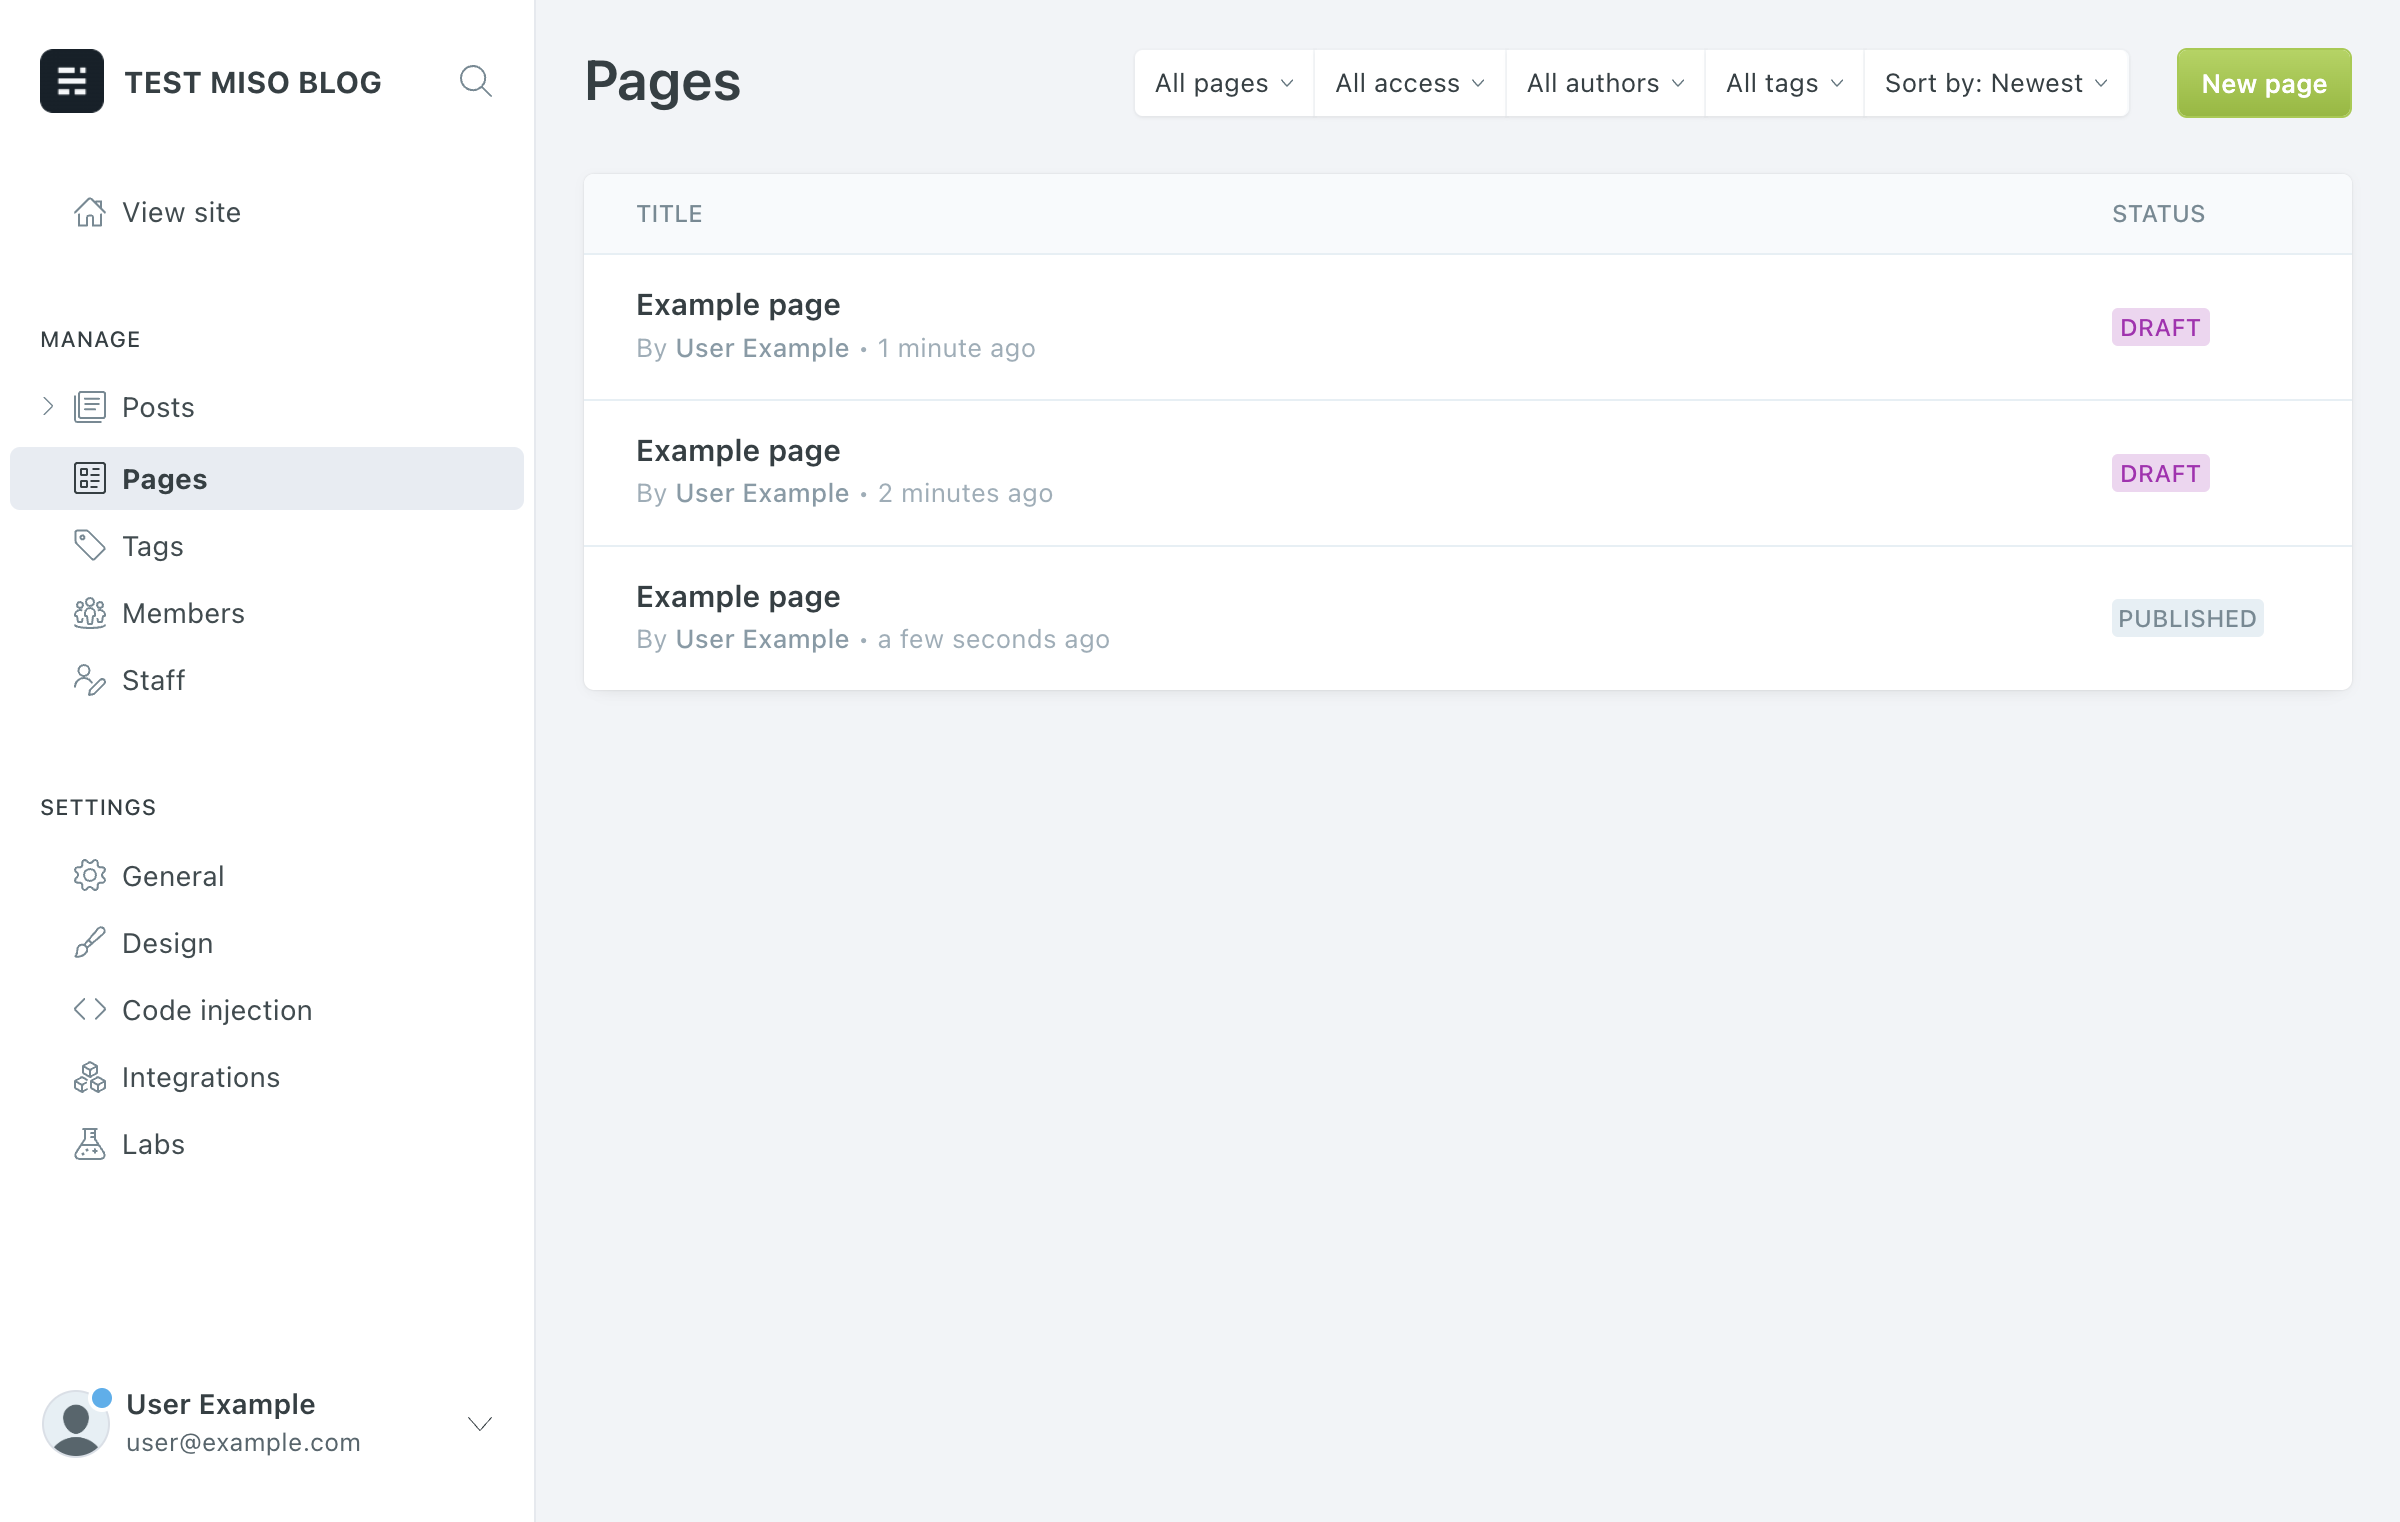 TEST MISO BLOG
View site
MANAGE
Posts
Pages
Tags
Members
Staff
SETTINGS
General
Design
Code injection
Integrations
Labs
User Example
user@example.com
Pages
All pages All access All authors All tags Sort by: Newest New page
TITLE STATUS
Example page
By User Example • 1 minute ago
DRAFT
Example page
By User Example • 2 minutes ago
DRAFT
Example page
By User Example • a few seconds ago
PUBLISHED